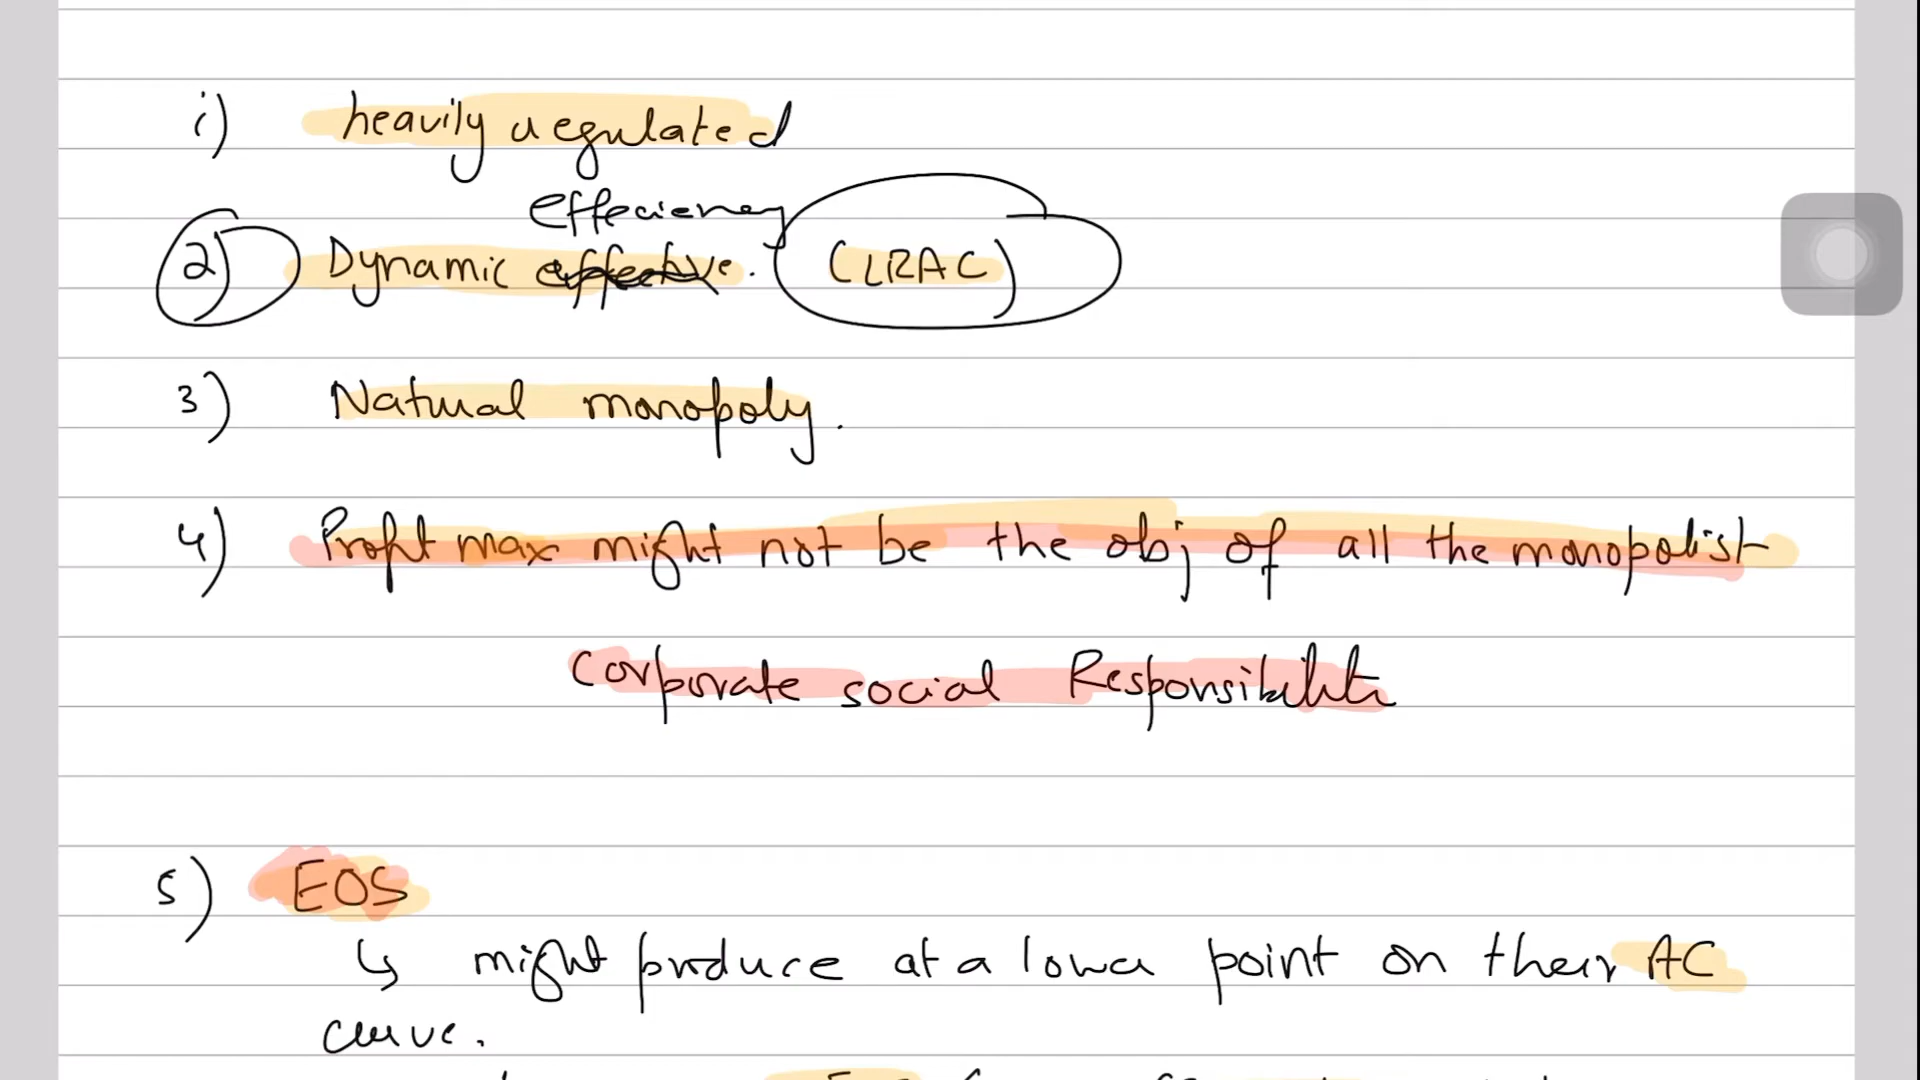 i) heavily regulated
effeciency
2) Dynamic effective. (LRAC)
3) Natural monopoly.
4) Profit max might not be the obj of all the monopolist
corporate social Responsibilit
5) EOS
↳ might produce at a lower point on their AC
curve.